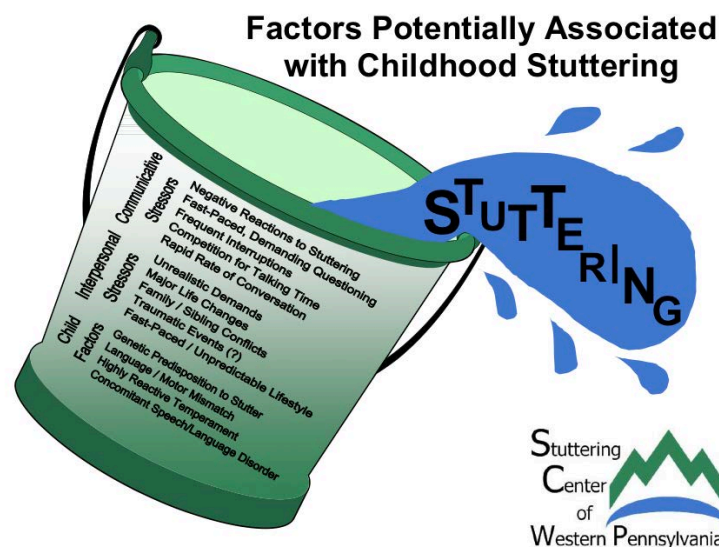 Factors Potentially Associated
with Childhood Stuttering
Communicative
Stressors
Negative Reactions to Stuttering
Fast-Paced, Demanding Questioning
Frequent Interruptions
Competition for Talking Time
Rapid Rate of Conversation
Interpersonal
Stressors
Unrealistic Demands
Major Life Changes
Family / Sibling Conflicts
Traumatic Events (?)
Fast-Paced / Unpredictable Lifestyle
Child
Factors
Genetic Predisposition to Stutter
Language / Motor Mismatch
Highly Reactive Temperament
Concomitant Speech/Language Disorder
STUTTERING
Stuttering
Center
of
Western Pennsylvania